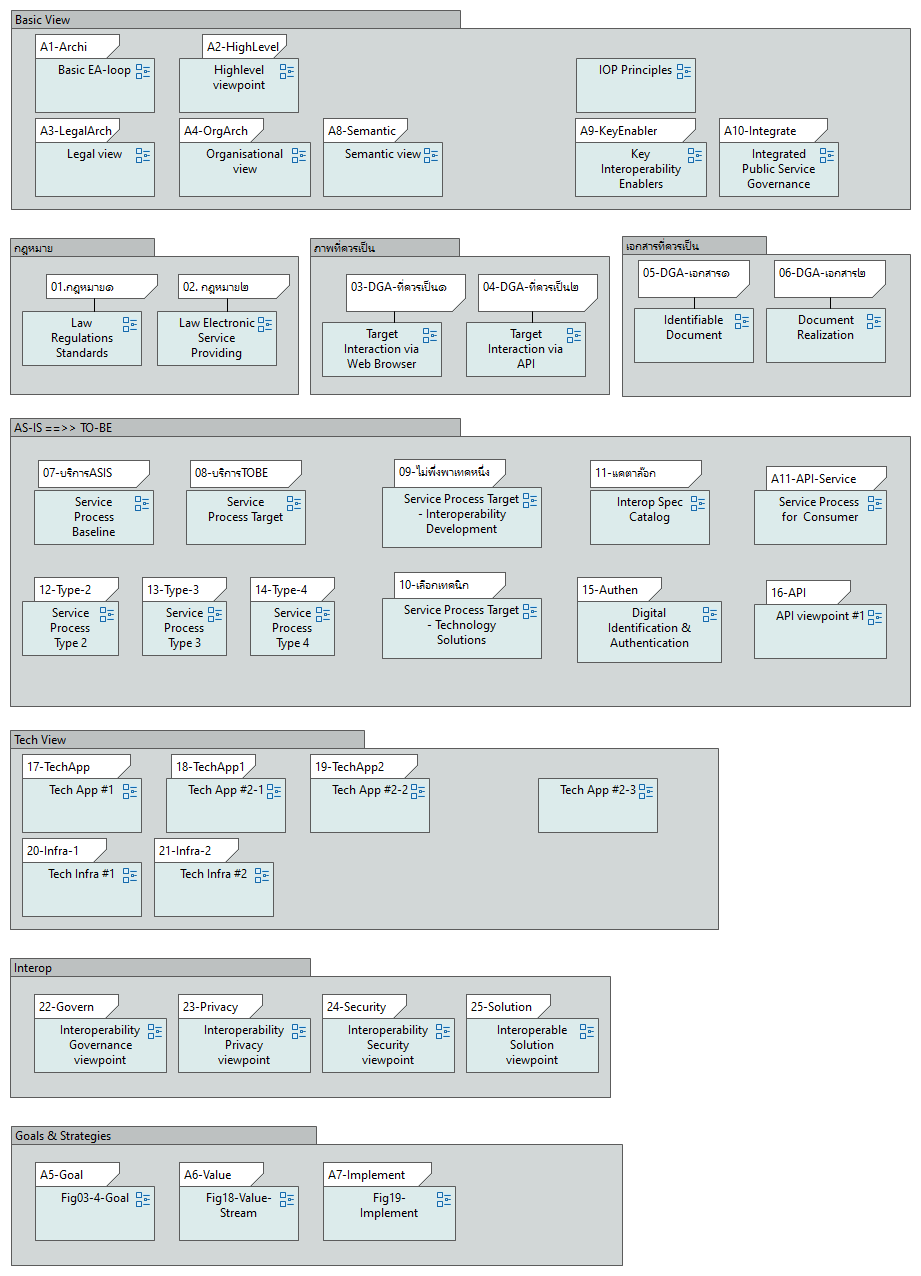 Basic View
A1-Archi
A2-HighLevel
Basic EA-loop
Highlevel
viewpoint
IOP Principles
A3-LegalArch
A4-OrgArch
A8-Semantic
A9-KeyEnabler
A10-Integrate
Legal view
Organisational
view
Semantic view
Key
Interoperability
Enablers
Integrated
Public Service
Governance
กฎหมาย
01.กฎหมาย๑
02. กฎหมาย๒
Law
Regulations
Standards
Law Electronic
Service
Providing
ภาพที่ควรเป็น
03-DGA-ที่ควรเป็น๑
04-DGA-ที่ควรเป็น๒
Target
Interaction via
Web Browser
Target
Interaction via
API
เอกสารที่ควรเป็น
05-DGA-เอกสาร๑
06-DGA-เอกสาร๒
Identifiable
Document
Document
Realization
AS-IS ==>> TO-BE
07-บริการASIS
08-บริการTOBE
09-ไม่พึ่งพาเทคหนึ่ง
11-แคตาล๊อก
A11-API-Service
Service
Process
Baseline
Service
Process Target
Service Process Target
- Interoperability
Development
Interop Spec
Catalog
Service Process
for Consumer
12-Type-2
13-Type-3
14-Type-4
10-เลือกเทคนิก
15-Authen
16-API
Service
Process
Type 2
Service
Process
Type 3
Service
Process
Type 4
Service Process Target
- Technology
Solutions
Digital
Identification &
Authentication
API viewpoint #1
Tech View
17-TechApp
18-TechApp1
19-TechApp2
Tech App #1
Tech App #2-1
Tech App #2-2
Tech App #2-3
20-Infra-1
21-Infra-2
Tech Infra #1
Tech Infra #2
Interop
22-Govern
23-Privacy
24-Security
25-Solution
Interoperability
Governance
viewpoint
Interoperability
Privacy
viewpoint
Interoperability
Security
viewpoint
Interoperable
Solution
viewpoint
Goals & Strategies
A5-Goal
A6-Value
A7-Implement
Fig03-4-Goal
Fig18-Value-
Stream
Fig19-
Implement